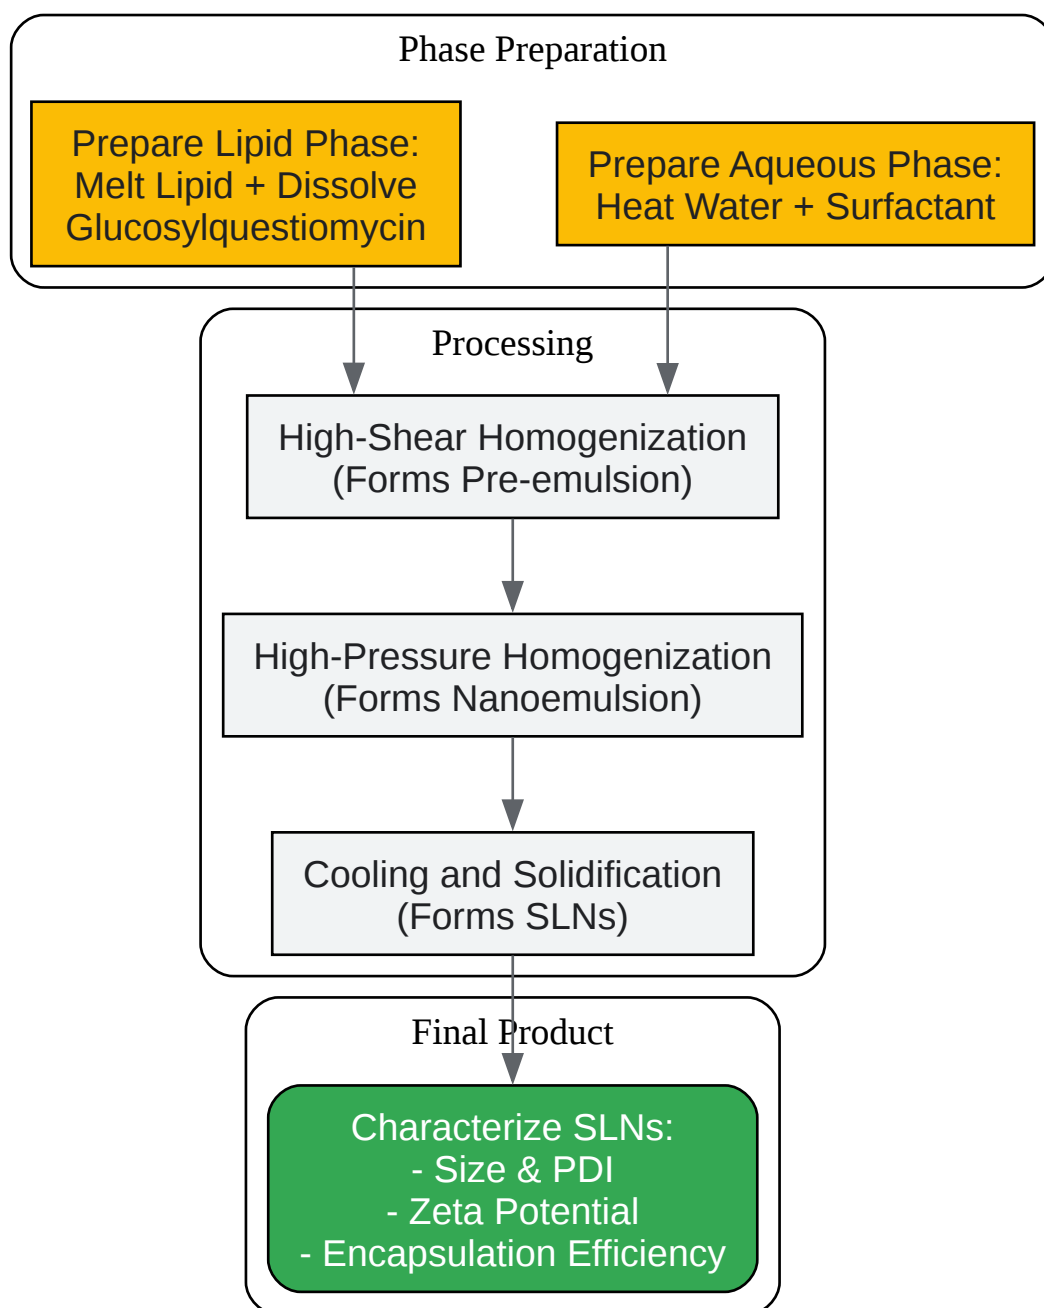 Phase Preparation
Prepare Lipid Phase:
Melt Lipid + Dissolve
Glucosylquestiomycin
Prepare Aqueous Phase:
Heat Water + Surfactant
Processing
High-Shear Homogenization
(Forms Pre-emulsion)
High-Pressure Homogenization
(Forms Nanoemulsion)
Cooling and Solidification
(Forms SLNs)
Final Product
Characterize SLNs:
- Size & PDI
- Zeta Potential
- Encapsulation Efficiency